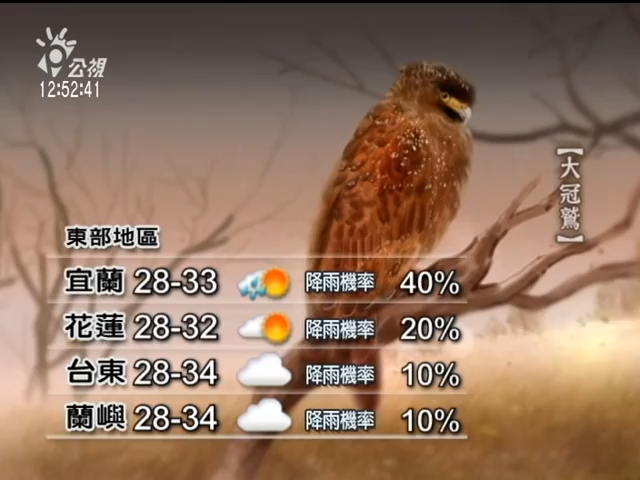 公視
12:52:41
【大冠鷲】
東部地區
宜蘭 28-33 降雨機率 40%
花蓮 28-32 降雨機率 20%
台東 28-34 降雨機率 10%
蘭嶼 28-34 降雨機率 10%